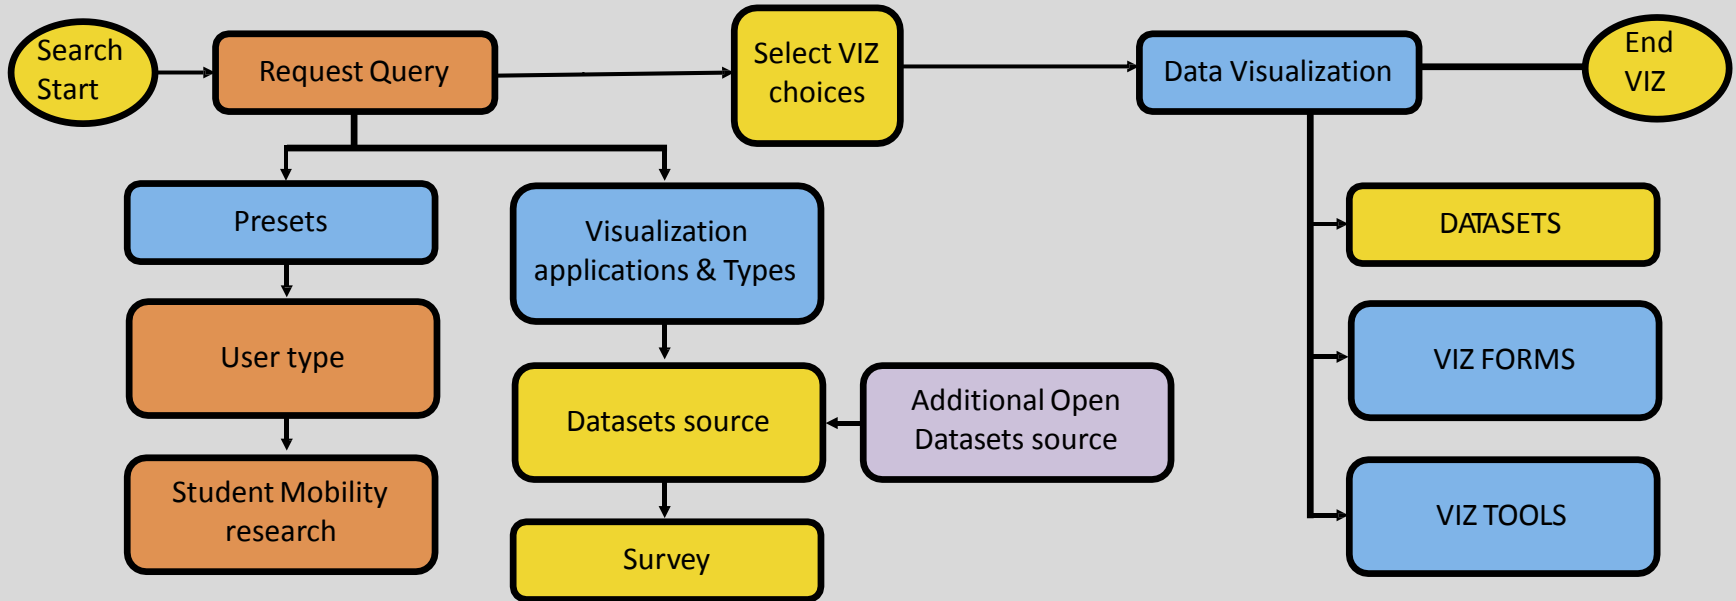 Search
Start
Request Query
Select VIZ
choices
Data Visualization
End
VIZ
Presets
Visualization
applications & Types
DATASETS
User type
VIZ FORMS
Datasets source
Additional Open
Datasets source
Student Mobility
research
VIZ TOOLS
Survey